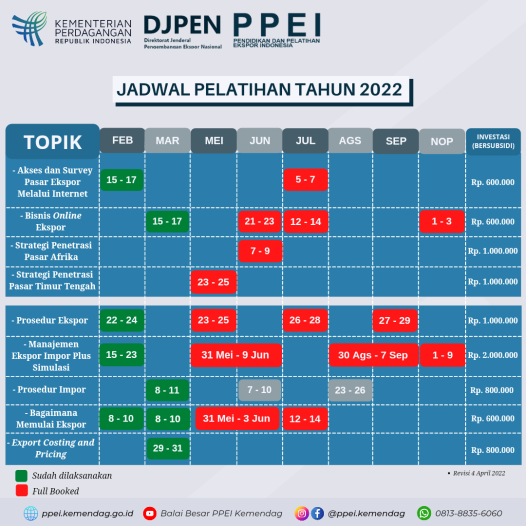 KEMENTERIAN
PERDAGANGAN
REPUBLIK INDONESIA
DJPEN
Direktorat Jenderal
Pengembangan Ekspor Nasional
PPEI
PENDIDIKAN DAN PELATIHAN
EKSPOR INDONESIA
JADWAL PELATIHAN TAHUN 2022
TOPIK FEB MAR MEI JUN JUL AGS SEP NOP INVESTASI
(BERSUBSIDI)
- Akses dan Survey
Pasar Ekspor
Melalui Internet
15 - 17 5 - 7 Rp. 600.000
- Bisnis Online
Ekspor
15 - 17 21 - 23 12 - 14 1 - 3 Rp. 600.000
- Strategi Penetrasi
Pasar Afrika
7 - 9 Rp. 1.000.000
- Strategi Penetrasi
Pasar Timur Tengah
23 - 25 Rp. 1.000.000
- Prosedur Ekspor 22 - 24 23 - 25 26 - 28 27 - 29 Rp. 1.000.000
- Manajemen
Ekspor Impor Plus
Simulasi
15 - 23 31 Mei - 9 Jun 30 Ags - 7 Sep 1 - 9 Rp. 2.000.000
- Prosedur Impor 8 - 11 7 - 10 23 - 26 Rp. 800.000
- Bagaimana
Memulai Ekspor
8 - 10 8 - 10 31 Mei - 3 Jun 12 - 14 Rp. 600.000
- Export Costing and
Pricing
29 - 31 Rp. 800.000
Sudah dilaksanakan
Full Booked
• Revisi 4 April 2022
ppei.kemendag.go.id Balai Besar PPEI Kemendag @ppei.kemendag 0813-8835-6060